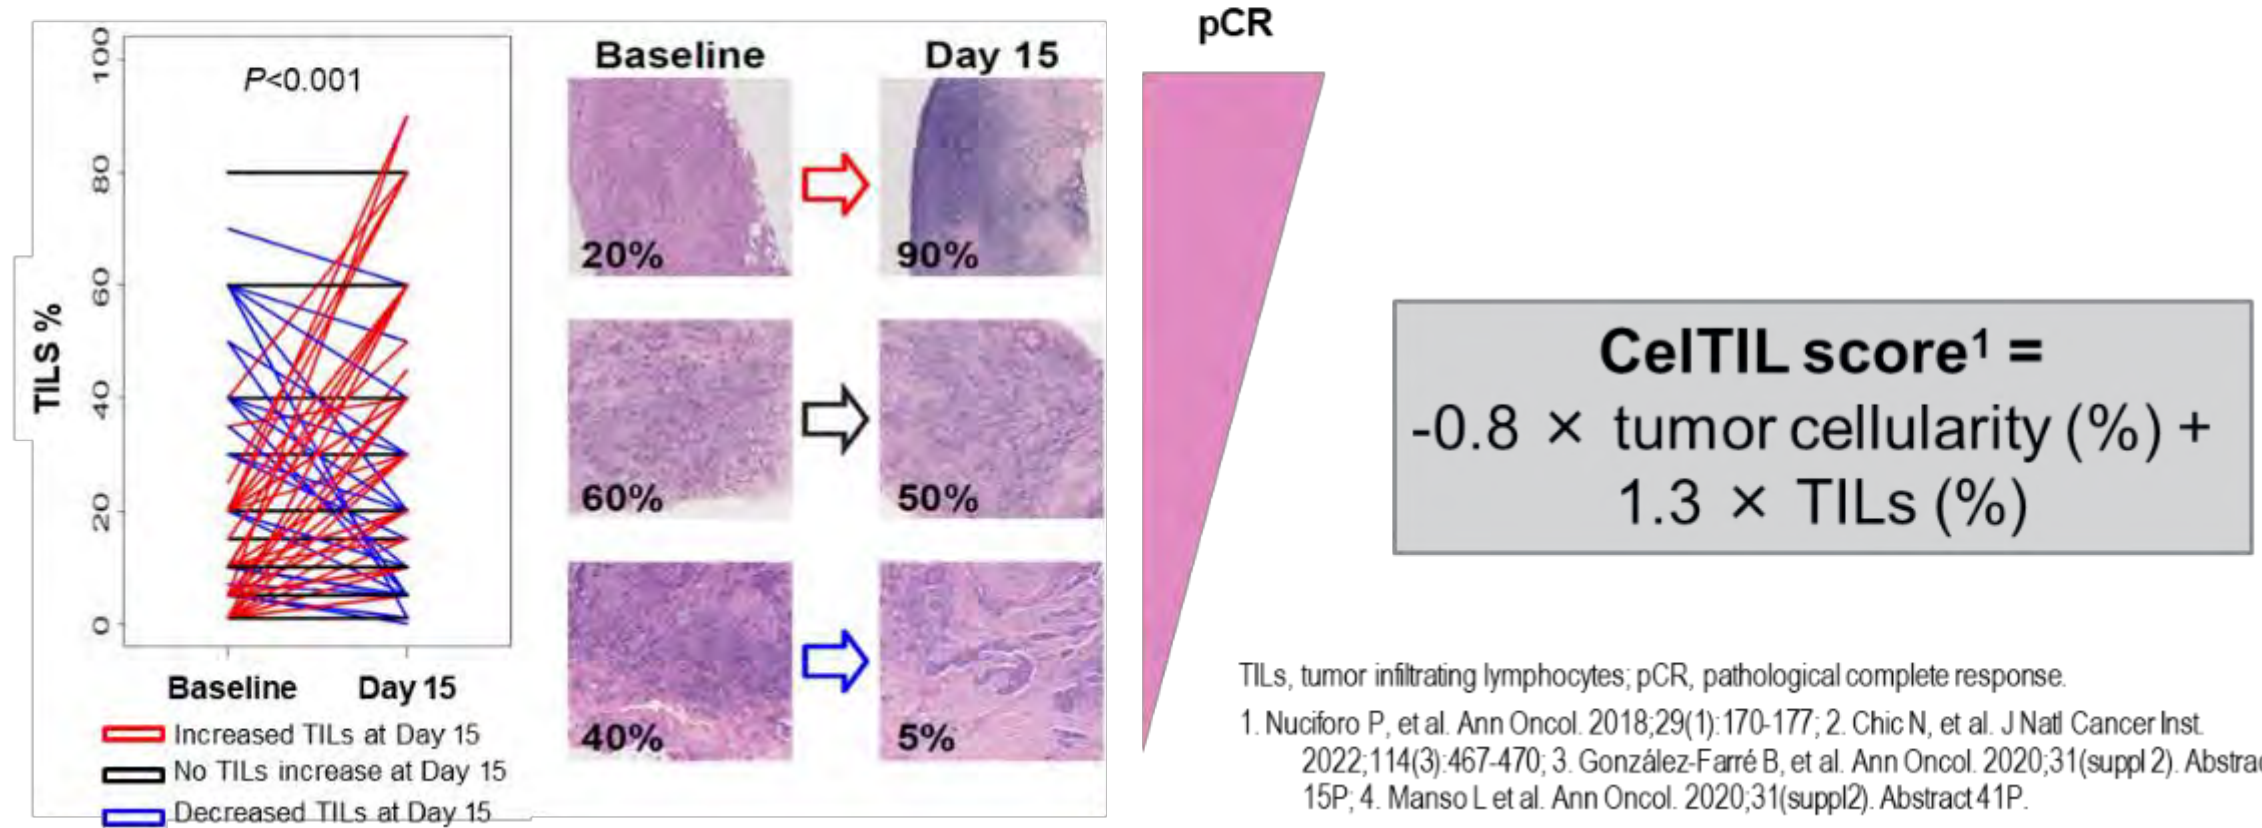 TILS %
100
80
60
40
20
0
P<0.001
Baseline Day 15
Increased TILs at Day 15
No TILs increase at Day 15
Decreased TILs at Day 15
Baseline Day 15
20% 90%
60% 50%
40% 5%
pCR
CelTIL score¹ =
-0.8 × tumor cellularity (%) +
1.3 × TILs (%)
TILs, tumor infiltrating lymphocytes; pCR, pathological complete response.
1. Nuciforo P, et al. Ann Oncol. 2018;29(1):170-177; 2. Chic N, et al. J Natl Cancer Inst.
2022;114(3):467-470; 3. González-Farré B, et al. Ann Oncol. 2020;31(suppl 2). Abstrac
15P; 4. Manso L et al. Ann Oncol. 2020;31(suppl2). Abstract 41P.